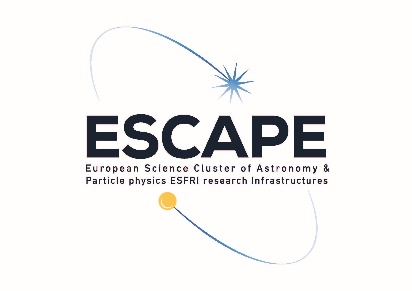 ESCAPE
European Science Cluster of Astronomy &
Particle physics ESFRI research Infrastructures